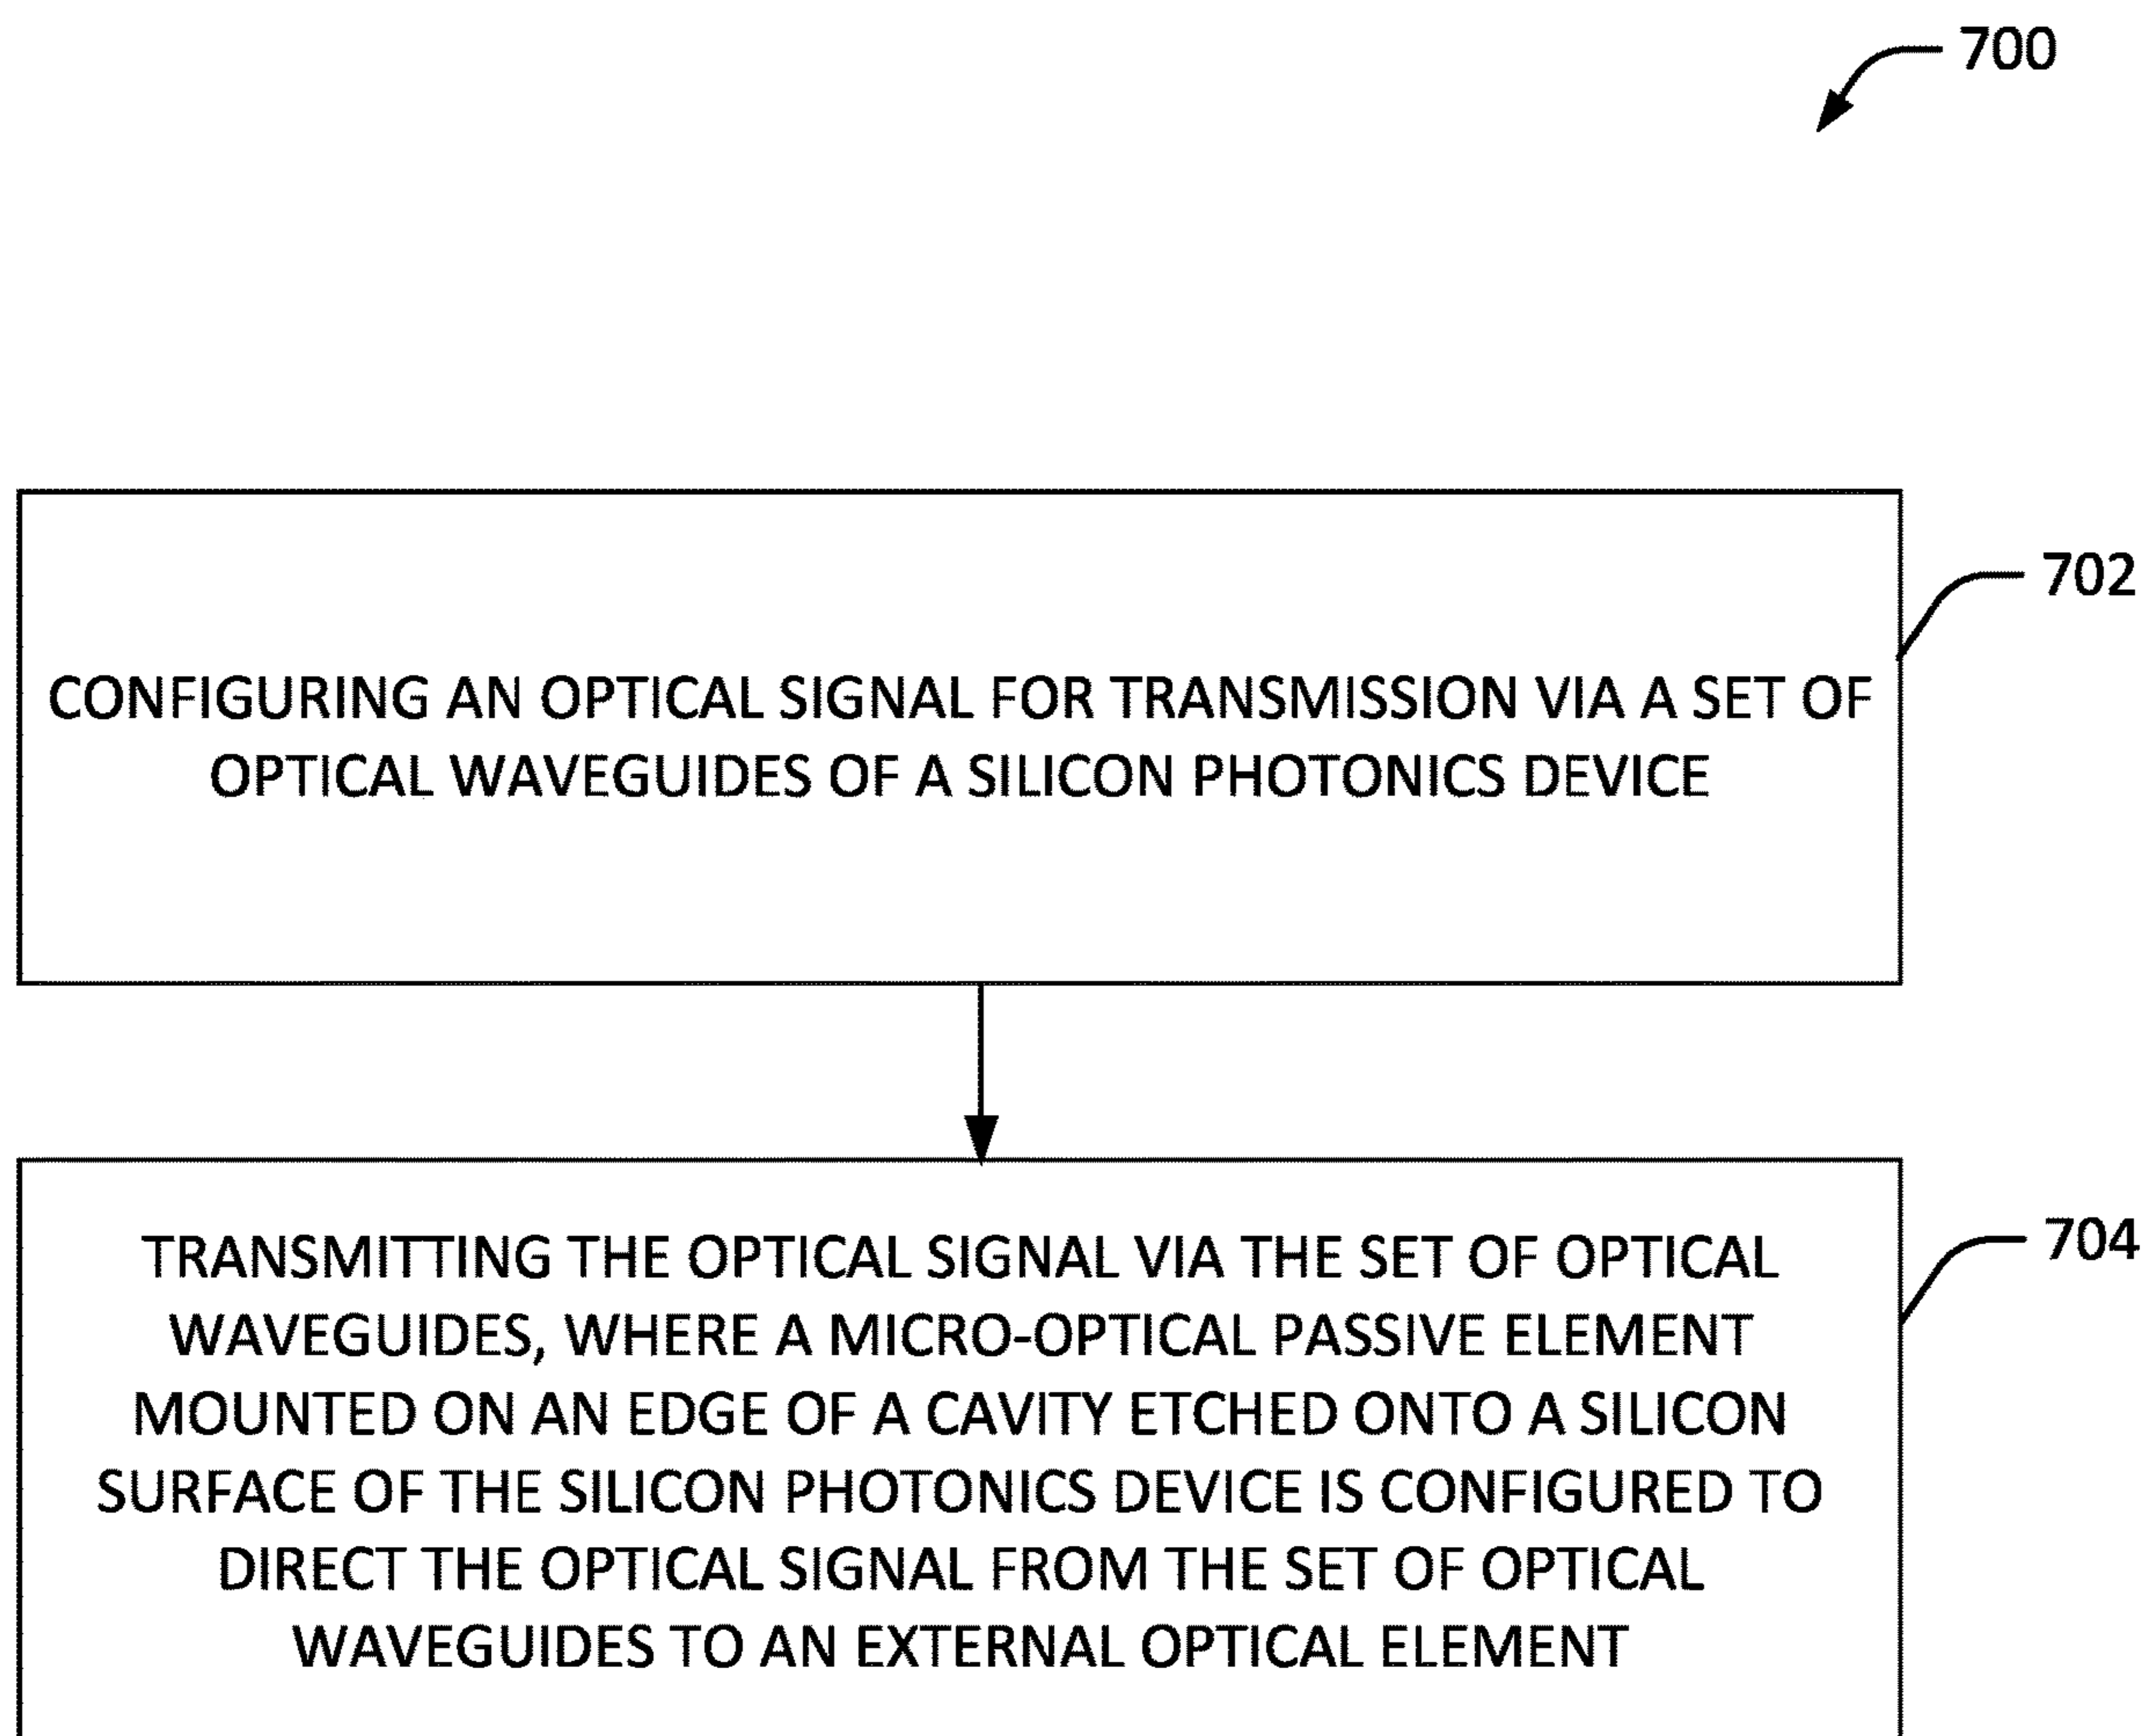 700
702
CONFIGURING AN OPTICAL SIGNAL FOR TRANSMISSION VIA A SET OF
OPTICAL WAVEGUIDES OF A SILICON PHOTONICS DEVICE
704
TRANSMITTING THE OPTICAL SIGNAL VIA THE SET OF OPTICAL
WAVEGUIDES, WHERE A MICRO-OPTICAL PASSIVE ELEMENT
MOUNTED ON AN EDGE OF A CAVITY ETCHED ONTO A SILICON
SURFACE OF THE SILICON PHOTONICS DEVICE IS CONFIGURED TO
DIRECT THE OPTICAL SIGNAL FROM THE SET OF OPTICAL
WAVEGUIDES TO AN EXTERNAL OPTICAL ELEMENT